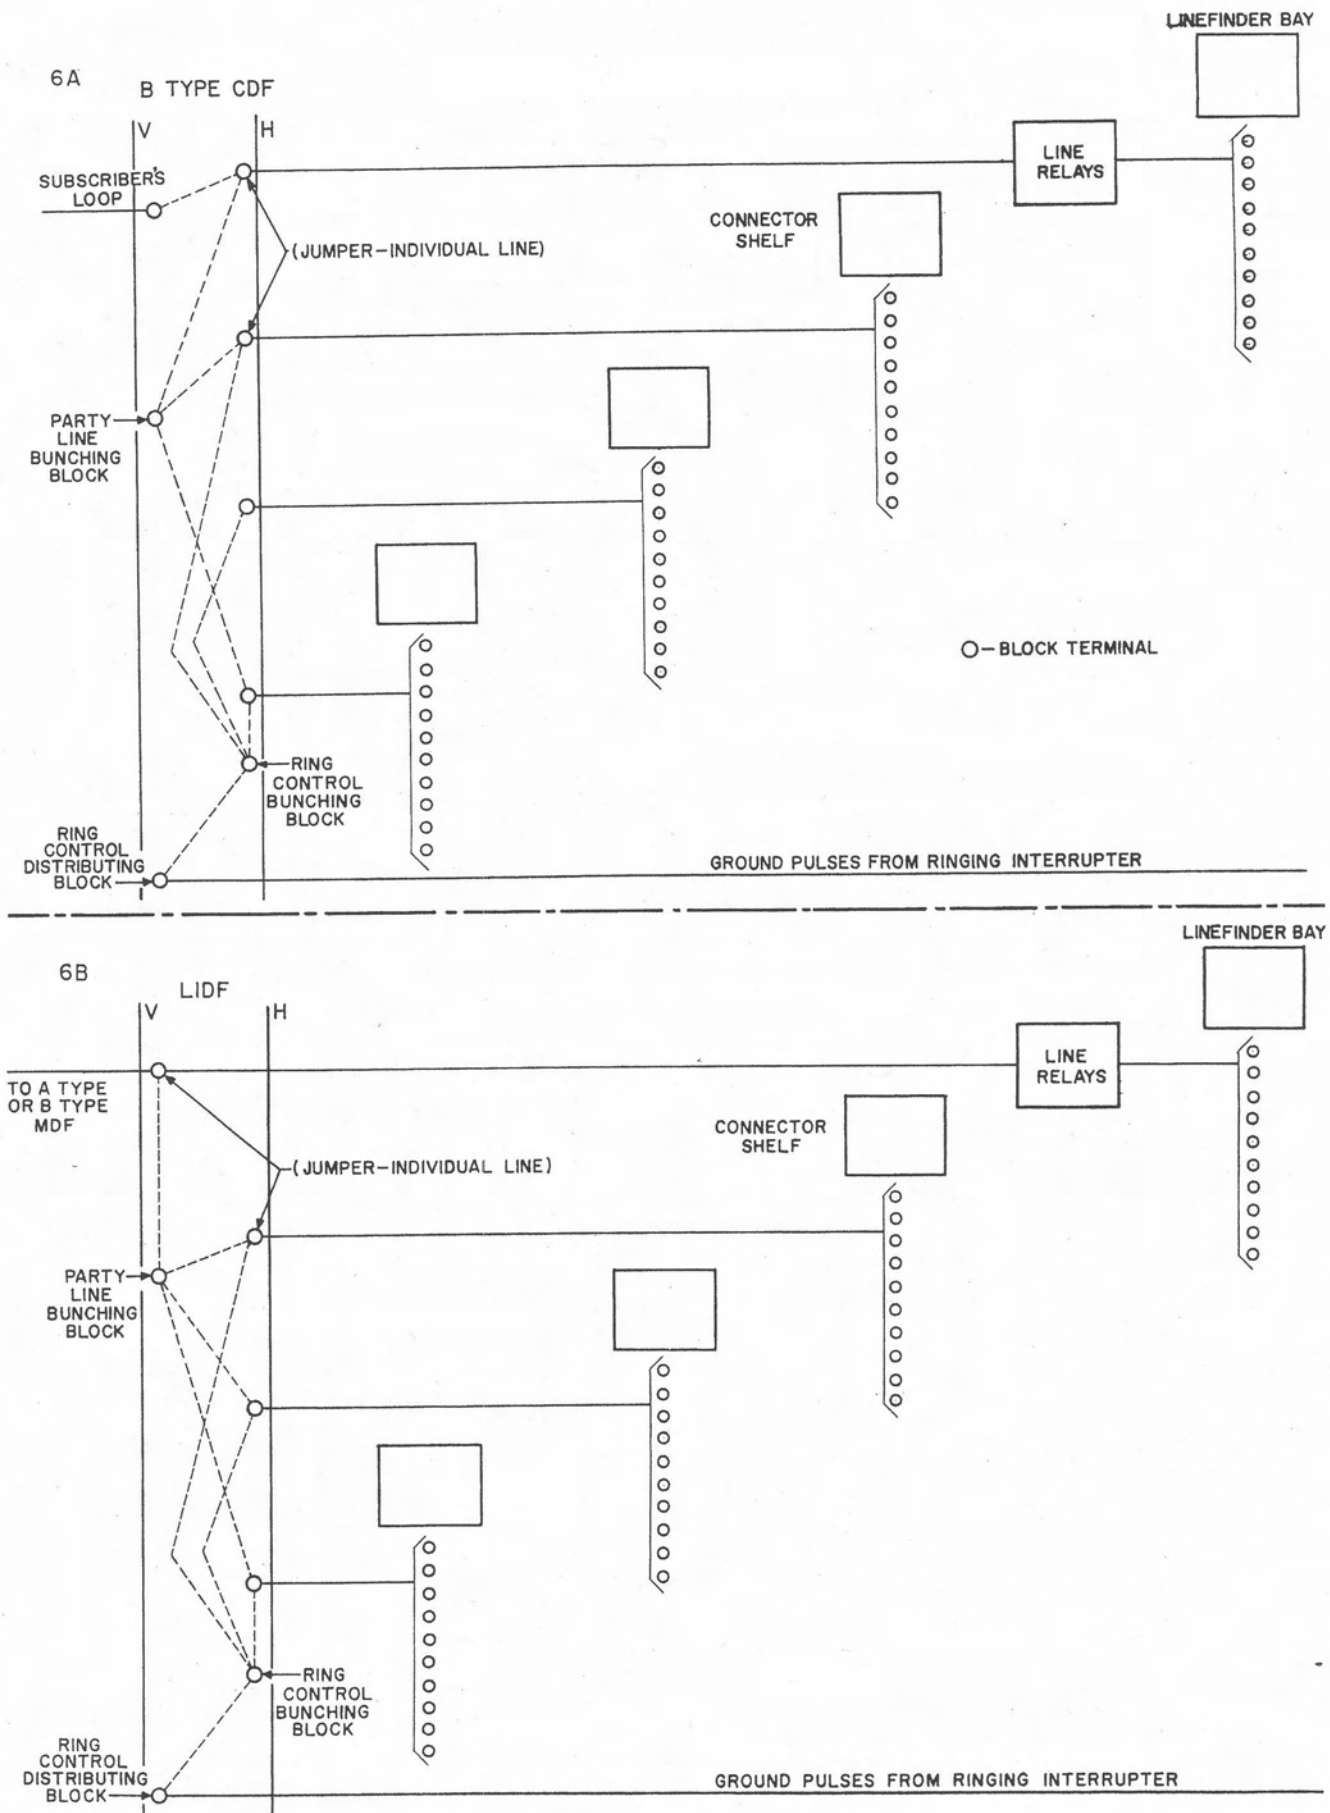 LINEFINDER BAY
6A
B TYPE CDF
V
H
SUBSCRIBER'S
LOOP
LINE
RELAYS
CONNECTOR
SHELF
(JUMPER-INDIVIDUAL LINE)
PARTY
LINE
BUNCHING
BLOCK
O-BLOCK TERMINAL
RING
CONTROL
BUNCHING
BLOCK
RING
CONTROL
DISTRIBUTING
BLOCK
GROUND PULSES FROM RINGING INTERRUPTER
LINEFINDER BAY
6B
LIDF
V
H
TO A TYPE
OR B TYPE
MDF
LINE
RELAYS
CONNECTOR
SHELF
(JUMPER-INDIVIDUAL LINE)
PARTY
LINE
BUNCHING
BLOCK
RING
CONTROL
BUNCHING
BLOCK
RING
CONTROL
DISTRIBUTING
BLOCK
GROUND PULSES FROM RINGING INTERRUPTER